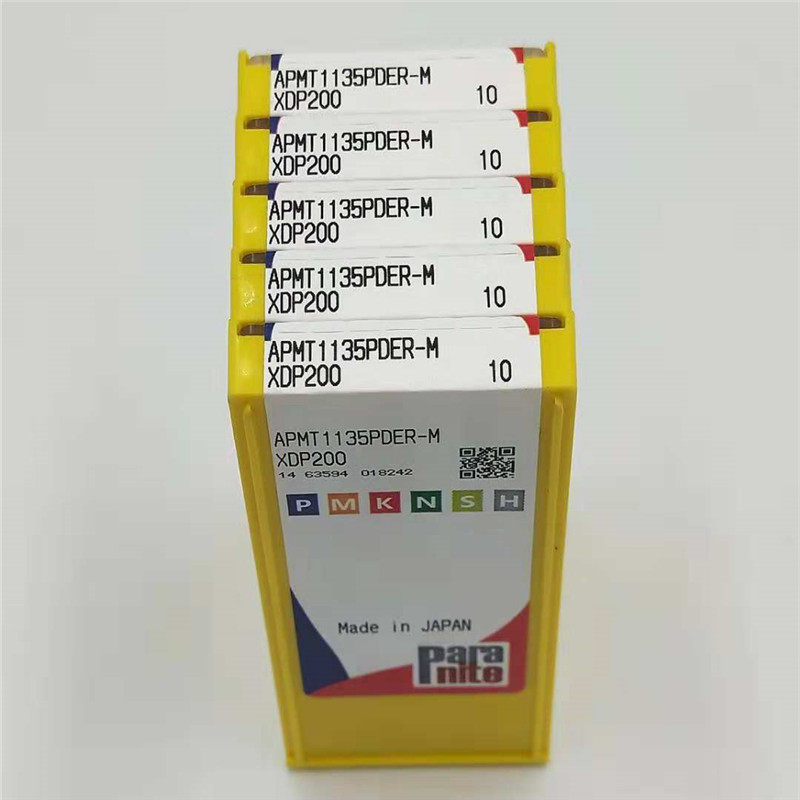 APMT1135PDER-M
XDP200 10
APMT1135PDER-M
XDP200 10
APMT1135PDER-M
XDP200 10
APMT1135PDER-M
XDP200 10
APMT1135PDER-M
XDP200 10
APMT1135PDER-M
XDP200
14 63594 018242
P M K N S H
Made in JAPAN
Para
nite